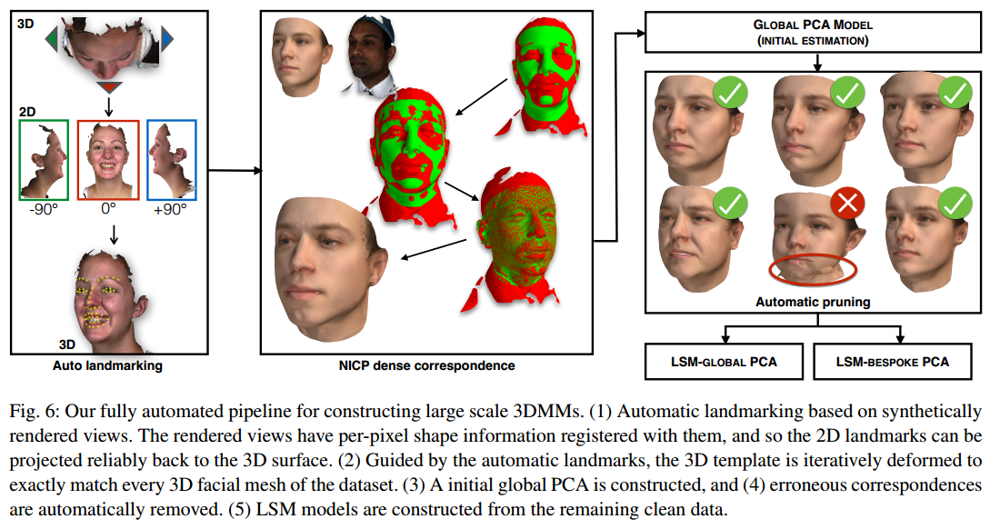 3D
2D
-90°
0°
+90°
3D
Auto landmarking
NICP dense correspondence
GLOBAL PCA MODEL
(INITIAL ESTIMATION)
Automatic pruning
LSM-GLOBAL PCA
LSM-BESPOKE PCA
Fig. 6: Our fully automated pipeline for constructing large scale 3DMMs. (1) Automatic landmarking based on synthetically
rendered views. The rendered views have per-pixel shape information registered with them, and so the 2D landmarks can be
projected reliably back to the 3D surface. (2) Guided by the automatic landmarks, the 3D template is iteratively deformed to
exactly match every 3D facial mesh of the dataset. (3) A initial global PCA is constructed, and (4) erroneous correspondences
are automatically removed. (5) LSM models are constructed from the remaining clean data.